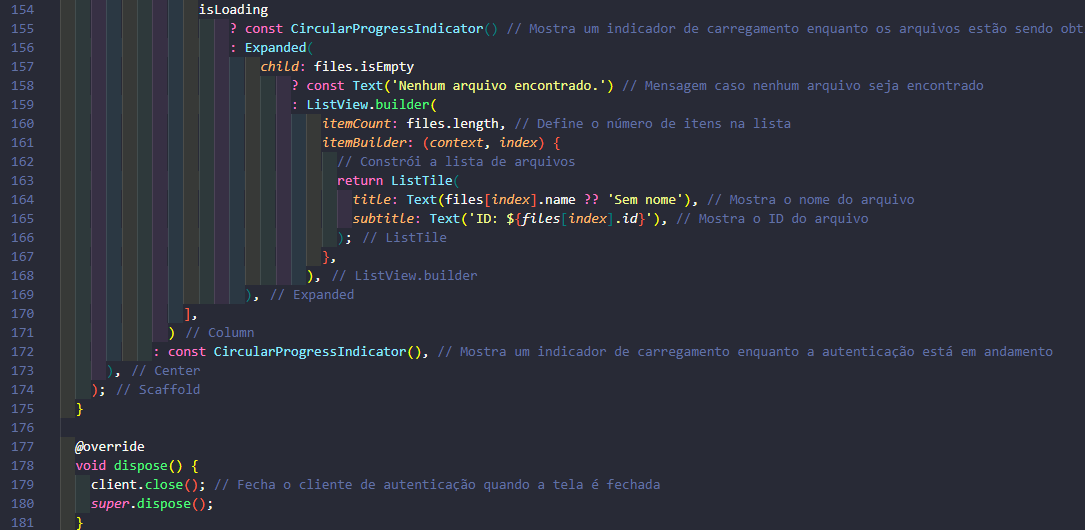 154 isLoading
155 ? const CircularProgressIndicator() // Mostra um indicador de carregamento enquanto os arquivos estão sendo obt
156 : Expanded(
157 child: files.isEmpty
158 ? const Text('Nenhum arquivo encontrado.') // Mensagem caso nenhum arquivo seja encontrado
159 : ListView.builder(
160 itemCount: files.length, // Define o número de itens na lista
161 itemBuilder: (context, index) {
162 // Constrói a lista de arquivos
163 return ListTile(
164 title: Text(files[index].name ?? 'Sem nome'), // Mostra o nome do arquivo
165 subtitle: Text('ID: ${files[index].id}'), // Mostra o ID do arquivo
166 ); // ListTile
167 },
168 ), // ListView.builder
169 ), // Expanded
170 ],
171 ) // Column
172 : const CircularProgressIndicator(), // Mostra um indicador de carregamento enquanto a autenticação está em andamento
173 ), // Center
174 ); // Scaffold
175 }
176
177 @override
178 void dispose() {
179 client.close(); // Fecha o cliente de autenticação quando a tela é fechada
180 super.dispose();
181 }